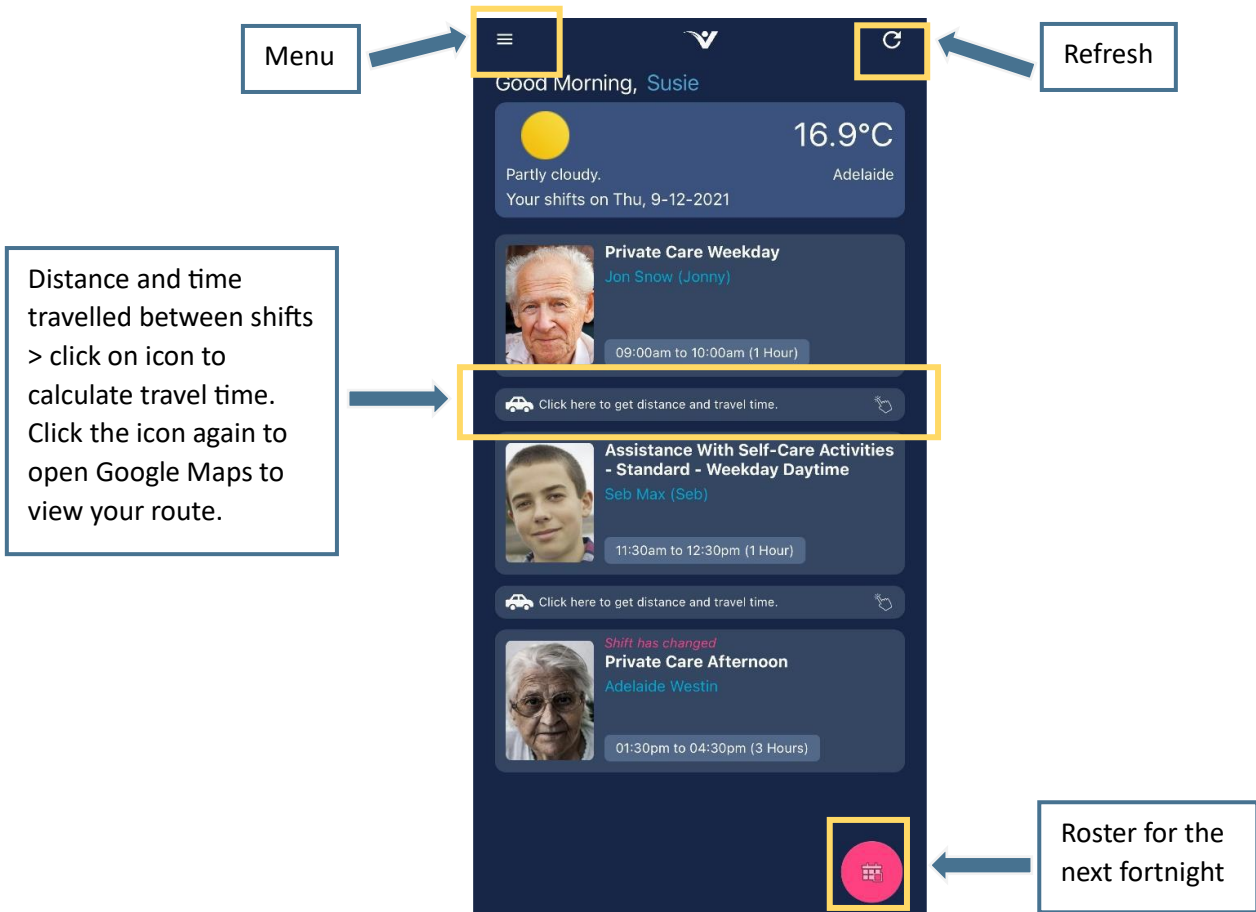 Menu
Refresh
Good Morning, Susie
16.9°C
Partly cloudy.
Adelaide
Your shifts on Thu, 9-12-2021
Distance and time
travelled between shifts
> click on icon to
calculate travel time.
Click the icon again to
open Google Maps to
view your route.
Private Care Weekday
Jon Snow (Jonny)
09:00am to 10:00am (1 Hour)
Click here to get distance and travel time.
Assistance With Self-Care Activities
- Standard - Weekday Daytime
Seb Max (Seb)
11:30am to 12:30pm (1 Hour)
Click here to get distance and travel time.
Shift has changed
Private Care Afternoon
Adelaide Westin
01:30pm to 04:30pm (3 Hours)
Roster for the
next fortnight